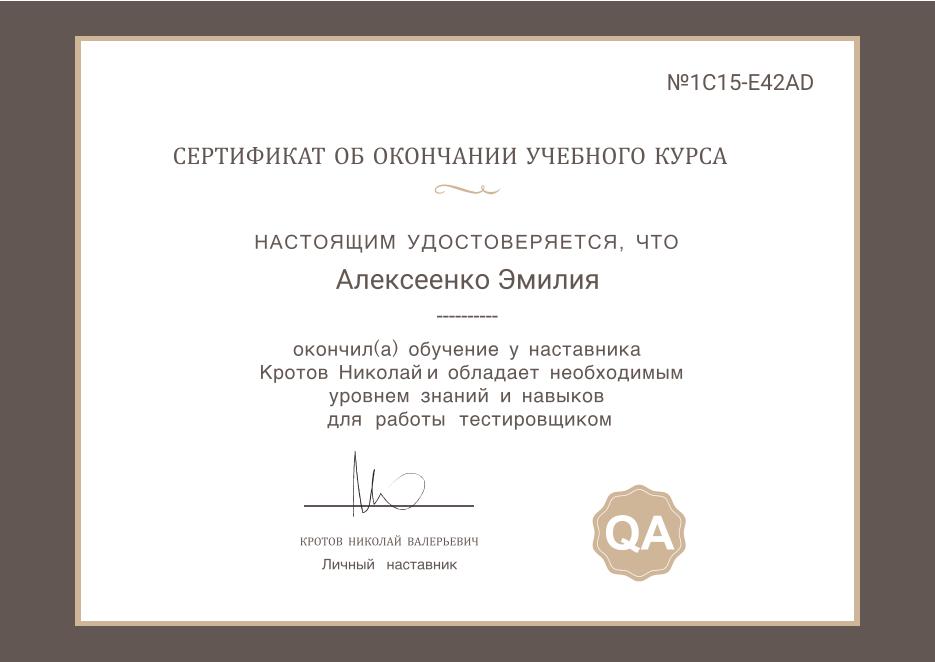 №1C15-E42AD
СЕРТИФИКАТ ОБ ОКОНЧАНИИ УЧЕБНОГО КУРСА
НАСТОЯЩИМ УДОСТОВЕРЯЕТСЯ, ЧТО
Алексеенко Эмилия
----------
окончил(а) обучение у наставника
Кротов Николай и обладает необходимым
уровнем знаний и навыков
для работы тестировщиком
КРОТОВ НИКОЛАЙ ВАЛЕРЬЕВИЧ
Личный наставник
QA